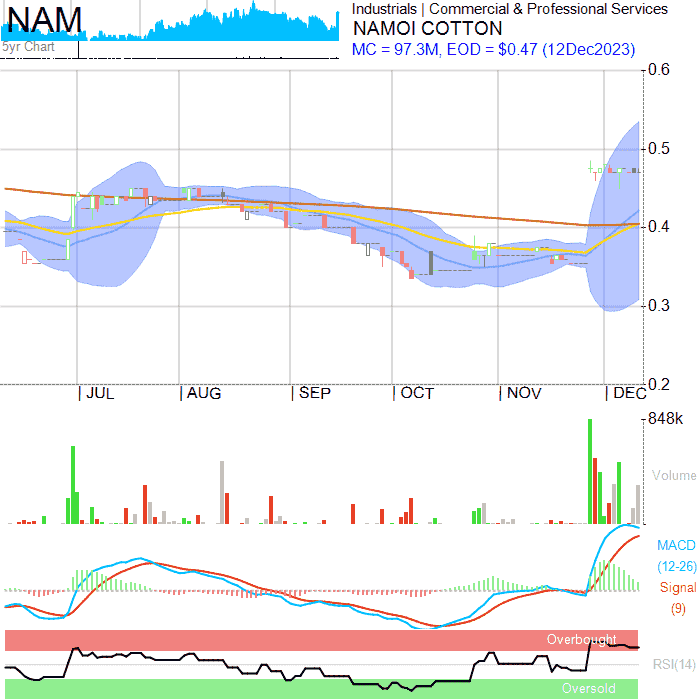 NAM
5yr Chart
Industrials | Commercial & Professional Services
NAMOI COTTON
MC = 97.3M, EOD = $0.47 (12Dec2023)
0.6
0.5
0.4
0.3
0.2
JUL
AUG
SEP
OCT
NOV
DEC
848k
Volume
MACD
(12-26)
Signal
(9)
Overbought
RSI(14)
Oversold